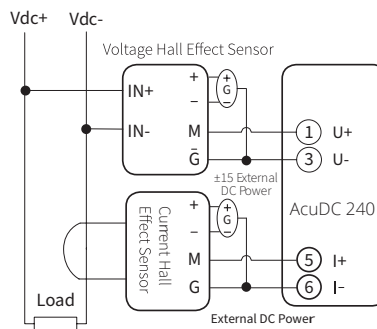 Vdc+ Vdc-
Voltage Hall Effect Sensor
IN+
IN-
+
−
M
G
+
G
−
1 U+
3 U-
±15 External
DC Power
AcuDC 240
Current Hall
Effect Sensor
+
−
M
G
+
G
−
5 I+
6 I-
Load
External DC Power